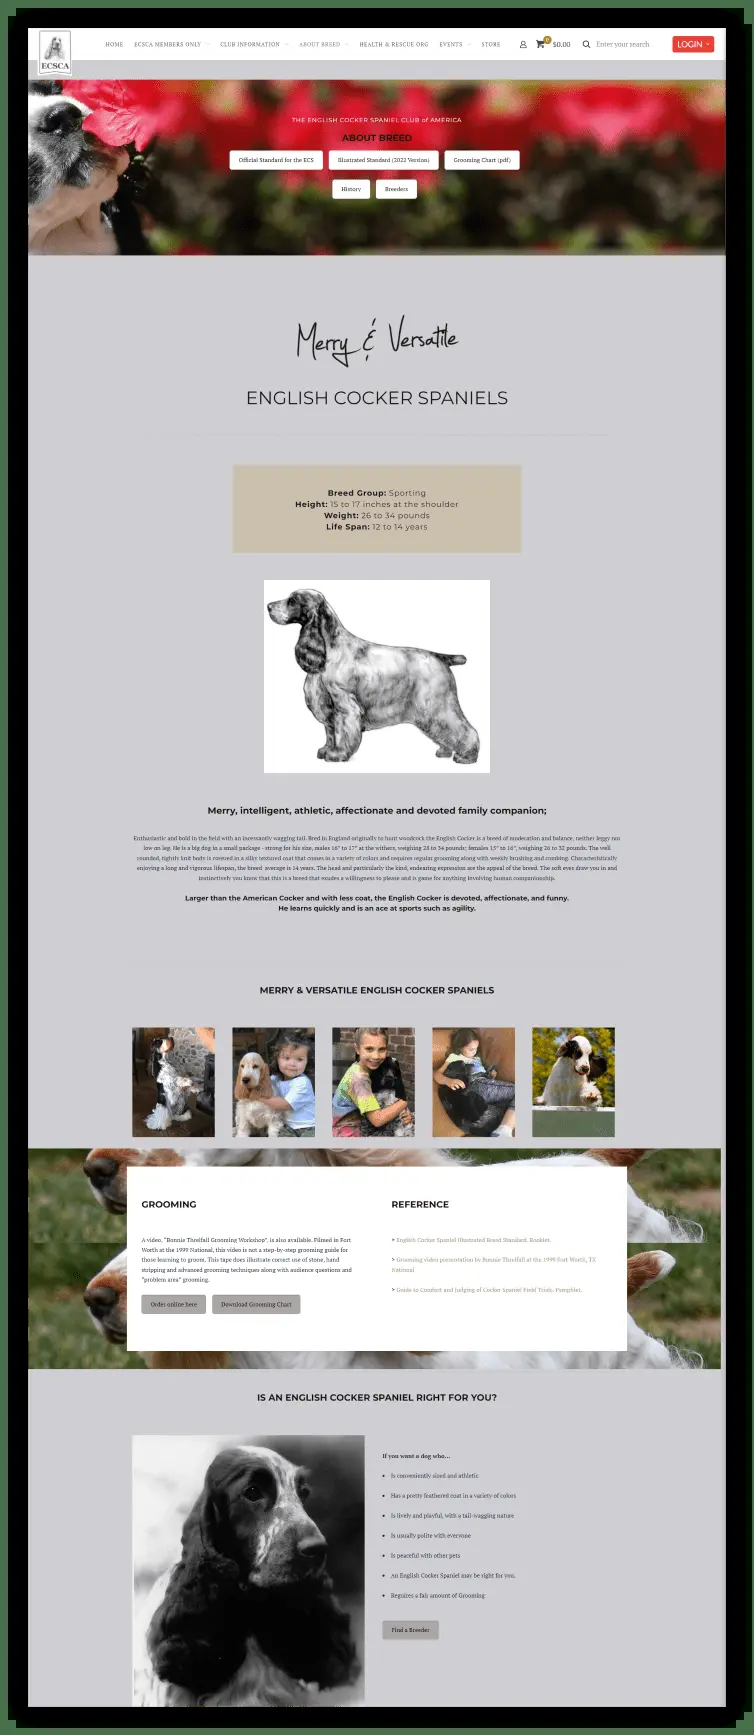 ECSCA
HOME ECSCA MEMBERS ONLY CLUB INFORMATION ABOUT BREED HEALTH & RESCUE ORG EVENTS STORE 0 $0.00 Enter your search LOGIN
THE ENGLISH COCKER SPANIEL CLUB of AMERICA
ABOUT BREED
Official Standard for the ECS Illustrated Standard (2022 Version) Grooming Chart (pdf)
History Breeders
Merry & Versatile
ENGLISH COCKER SPANIELS
Breed Group: Sporting
Height: 15 to 17 inches at the shoulder
Weight: 26 to 34 pounds
Life Span: 12 to 14 years
Merry, intelligent, athletic, affectionate and devoted family companion;
Enthusiastic and bold in the field with an incessantly wagging tail. Bred in England originally to hunt woodcock the English Cocker is a breed of moderation and balance, neither leggy nor
low on leg. He is a big dog in a small package - strong for his size, males 16" to 17" at the withers, weighing 28 to 34 pounds; females 15" to 16", weighing 26 to 32 pounds. The well
rounded, tightly knit body is covered in a silky textured coat that comes in a variety of colors and requires regular grooming along with weekly brushing and combing. Characteristically
enjoying a long and vigorous lifespan, the breed average is 14 years. The head and particularly the kind, endearing expression are the appeal of the breed. The soft eyes draw you in and
instinctively you know that this is a breed that exudes a willingness to please and is game for anything involving human companionship.
Larger than the American Cocker and with less coat, the English Cocker is devoted, affectionate, and funny.
He learns quickly and is an ace at sports such as agility.
MERRY & VERSATILE ENGLISH COCKER SPANIELS
GROOMING
A video, "Bonnie Threlfall Grooming Workshop", is also available. Filmed in Fort
Worth at the 1999 National, this video is not a step-by-step grooming guide for
those learning to groom. This tape does illustrate correct use of stone, hand
stripping and advanced grooming techniques along with audience questions and
"problem area" grooming.
Order online here Download Grooming Chart
REFERENCE
> English Cocker Spaniel Illustrated Breed Standard. Booklet.
> Grooming video presentation by Bonnie Threlfall at the 1999 Fort Worth, TX
National
> Guide to Conduct and Judging of Cocker Spaniel Field Trials. Pamphlet.
IS AN ENGLISH COCKER SPANIEL RIGHT FOR YOU?
If you want a dog who...
• Is conveniently sized and athletic
• Has a pretty feathered coat in a variety of colors
• Is lively and playful, with a tail-wagging nature
• Is usually polite with everyone
• Is peaceful with other pets
• An English Cocker Spaniel may be right for you.
• Requires a fair amount of Grooming
Find a Breeder